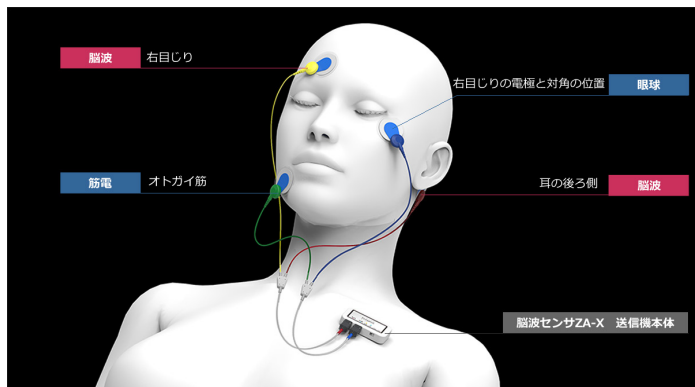 脳波 右目じり
右目じりの電極と対角の位置 眼球
筋電 オトガイ筋
耳の後ろ側 脳波
脳波センサZA-X 送信機本体